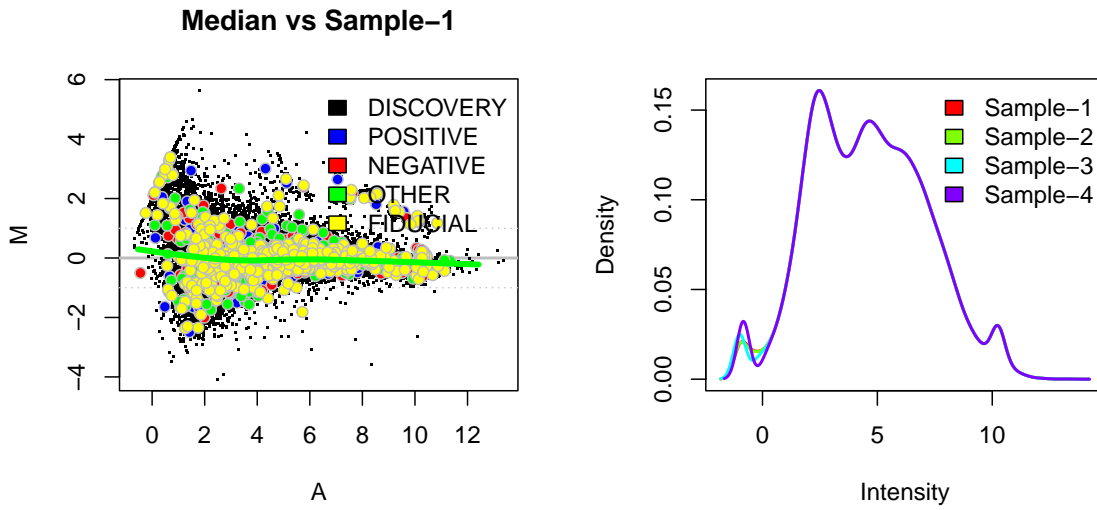 Median vs Sample−1
M
6
4
2
0
−2
−4
DISCOVERY
POSITIVE
NEGATIVE
OTHER
FIDUCIAL
0 2 4 6 8 10 12
A
Density
0.15
0.10
0.05
0.00
Sample−1
Sample−2
Sample−3
Sample−4
0 5 10
Intensity